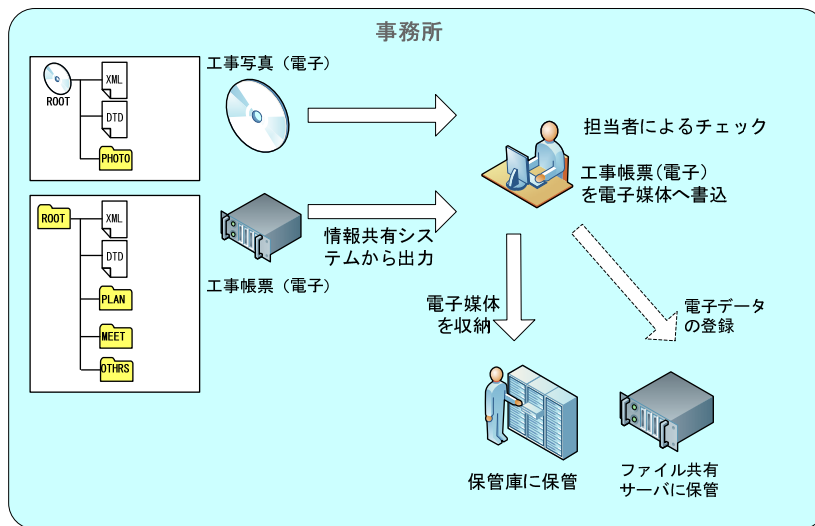 事務所
工事写真（電子）
XML
ROOT
DTD
PHOTO
担当者によるチェック
工事帳票(電子)
を電子媒体へ書込
ROOT
XML
DTD
PLAN
MEET
OTHRS
情報共有シス
テムから出力
工事帳票（電子）
電子媒体
を収納
電子データ
の登録
保管庫に保管
ファイル共有
サーバに保管